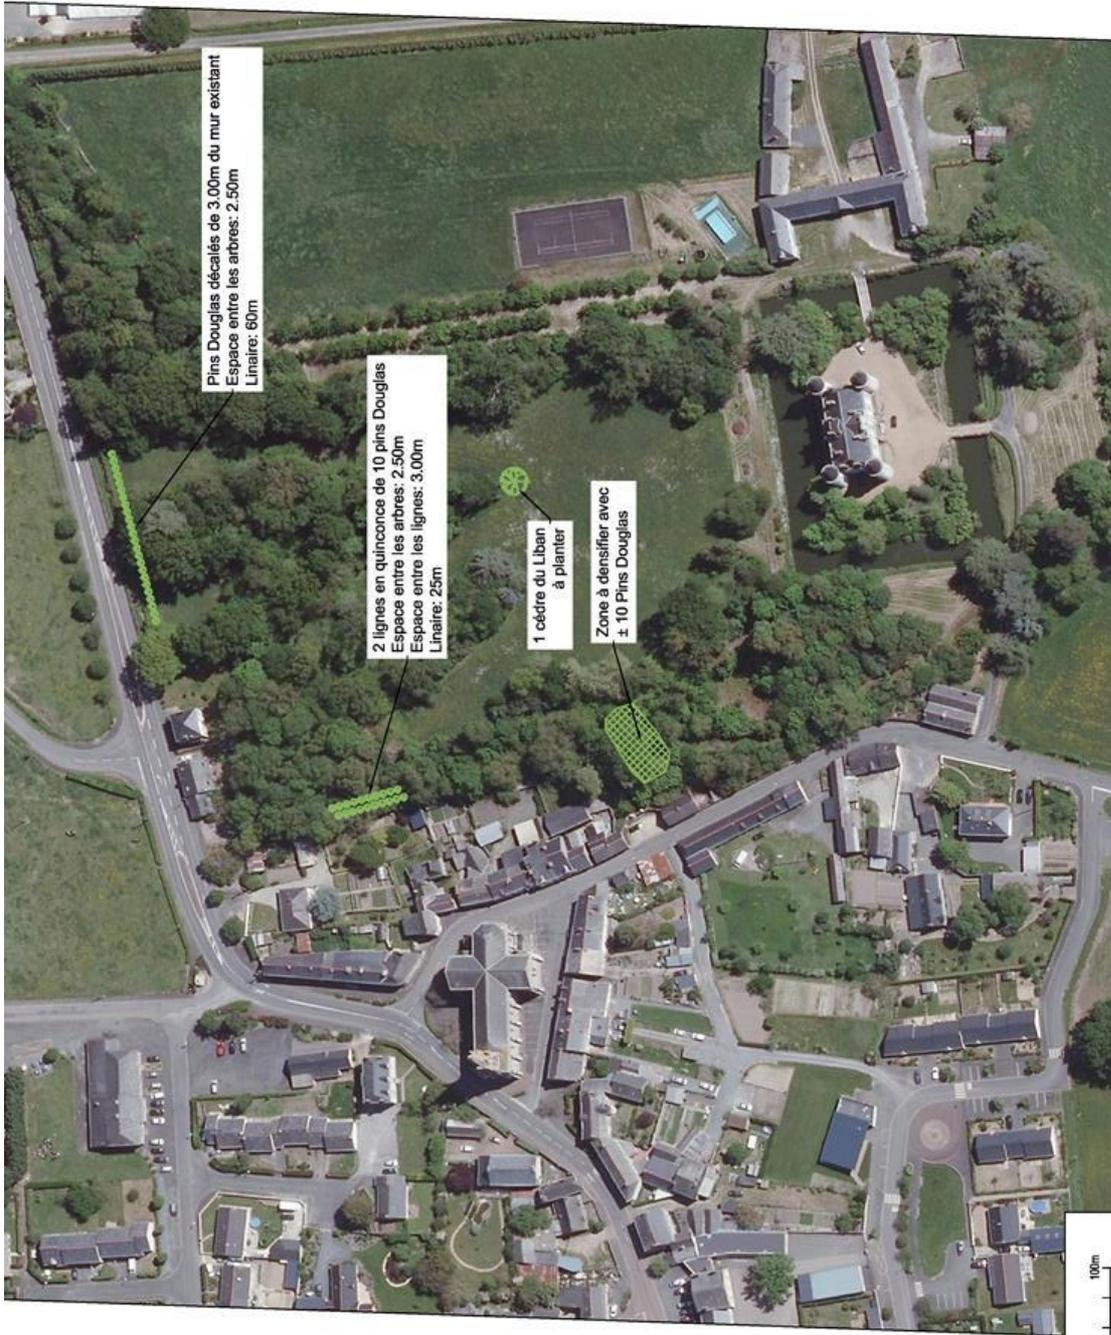 Pins Douglas décalés de 3.00m du mur existant
Espace entre les arbres: 2.50m
Linaire: 60m
2 lignes en quinconce de 10 pins Douglas
Espace entre les arbres: 2.50m
Espace entre les lignes: 3.00m
Linaire: 25m
1 cèdre du Liban
à planter
Zone à densifier avec
± 10 Pins Douglas
100m